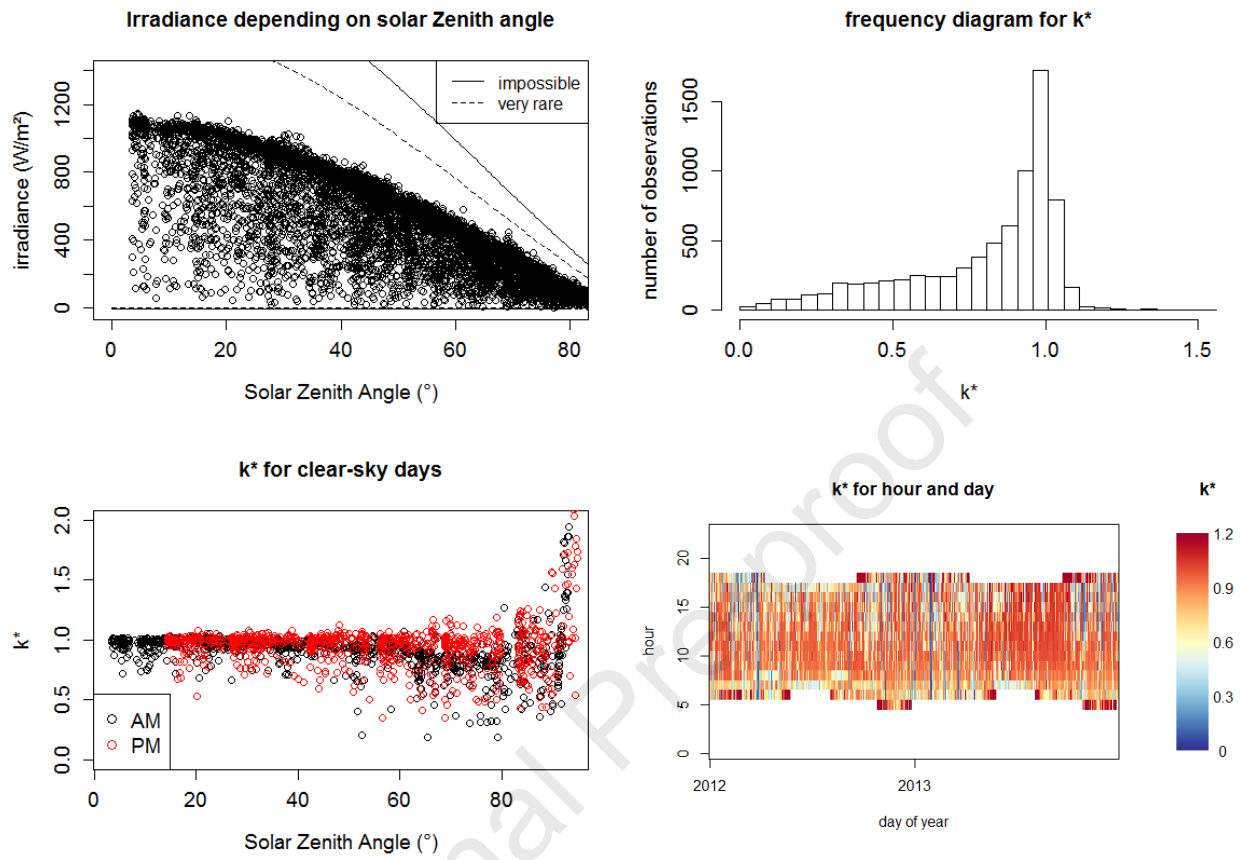 Irradiance depending on solar Zenith angle
irradiance (W/m²)
0 400 800 1200
impossible
very rare
0 20 40 60 80
Solar Zenith Angle (°)
frequency diagram for k*
number of observations
0 500 1000 1500
0.0 0.5 1.0 1.5
k*
k* for clear-sky days
k*
0.0 0.5 1.0 1.5 2.0
AM
PM
0 20 40 60 80
Solar Zenith Angle (°)
k* for hour and day
hour
0 5 10 15 20
2012 2013
day of year
k*
1.2
0.9
0.6
0.3
0
nal Pre-proof